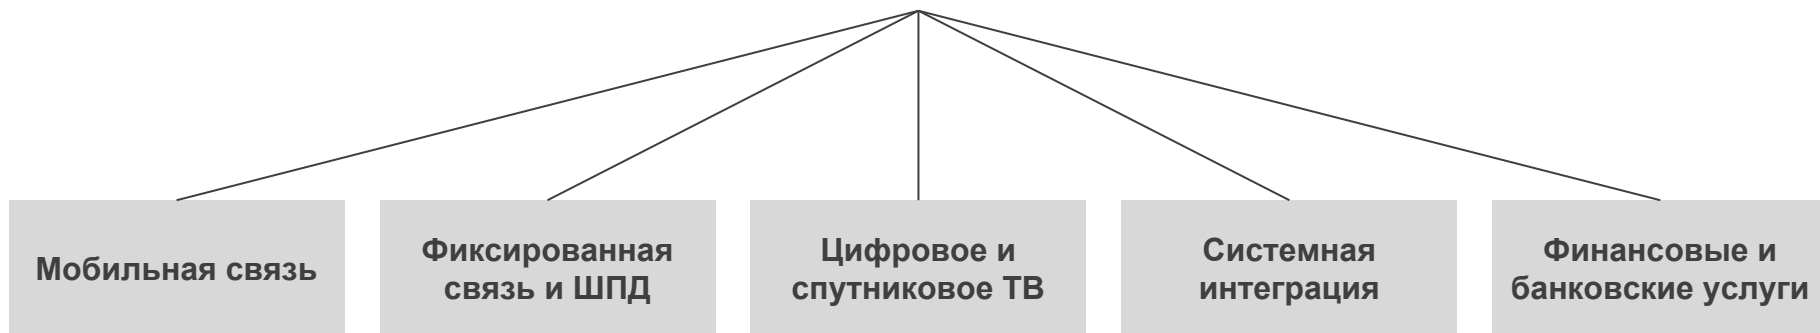 Мобильная связь
Фиксированная
связь и ШПД
Цифровое и
спутниковое ТВ
Системная
интеграция
Финансовые и
банковские услуги